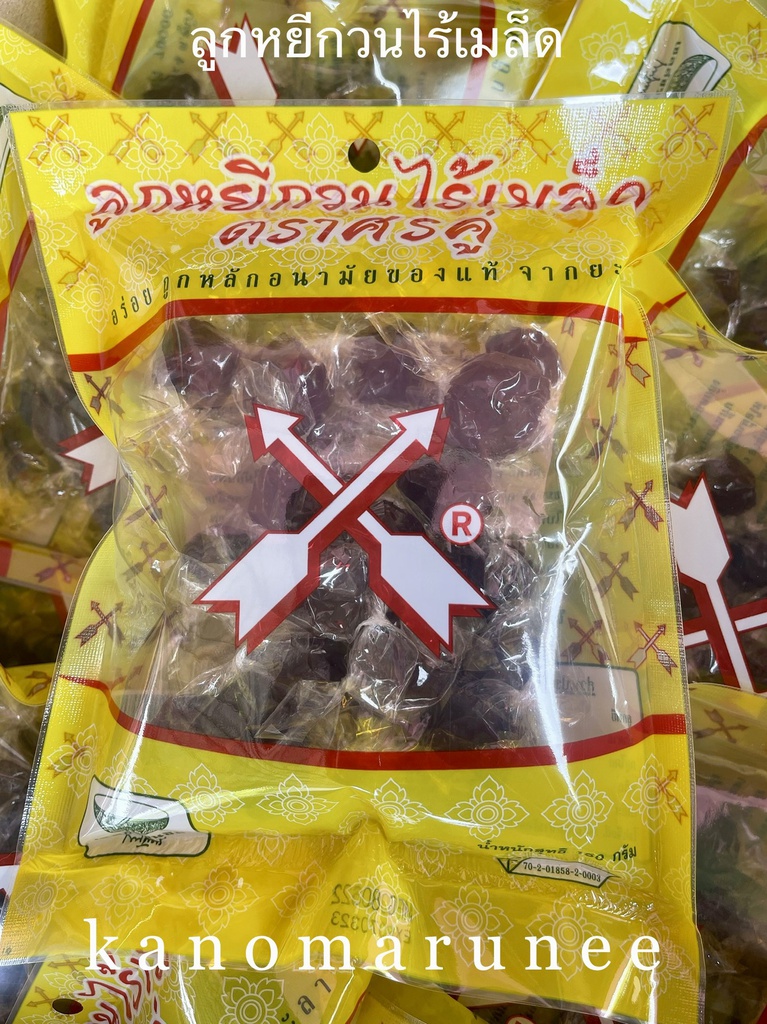 ลูกหยีกวนไร้เมล็ด
ลูกหยีกวนไร้เมล็ด
ตราศรคู่
อร่อย ถูกหลักอนามัยของแท้ จากยะ
®
น้ำหนักสุทธิ 150 กรัม
70-2-01858-2-0003
kanomarunee